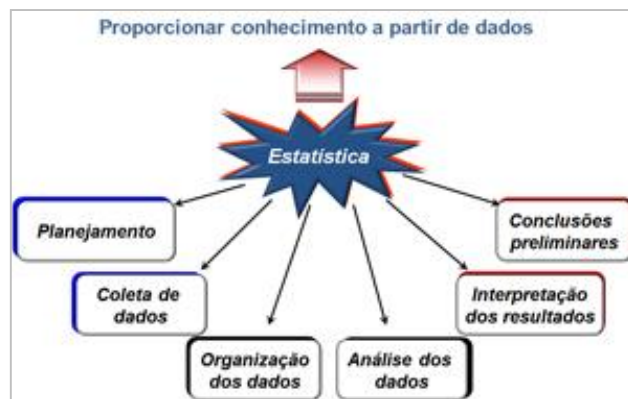 Proporcionar conhecimento a partir de dados
Estatística
Planejamento
Coleta de
dados
Organização
dos dados
Análise dos
dados
Interpretação
dos resultados
Conclusões
preliminares